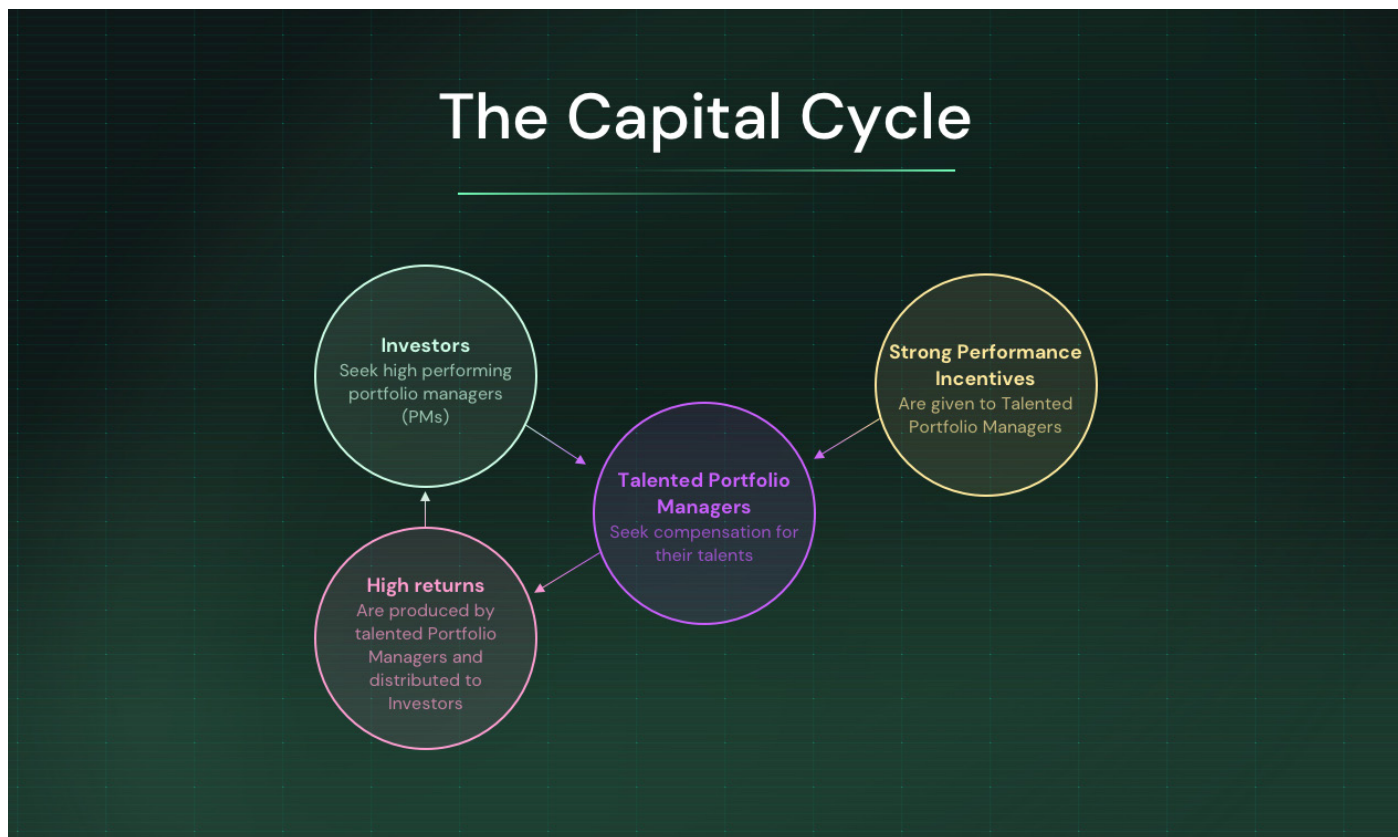 The Capital Cycle
Investors
Seek high performing
portfolio managers
(PMs)
Strong Performance
Incentives
Are given to Talented
Portfolio Managers
Talented Portfolio
Managers
Seek compensation for
their talents
High returns
Are produced by
talented Portfolio
Managers and
distributed to
Investors